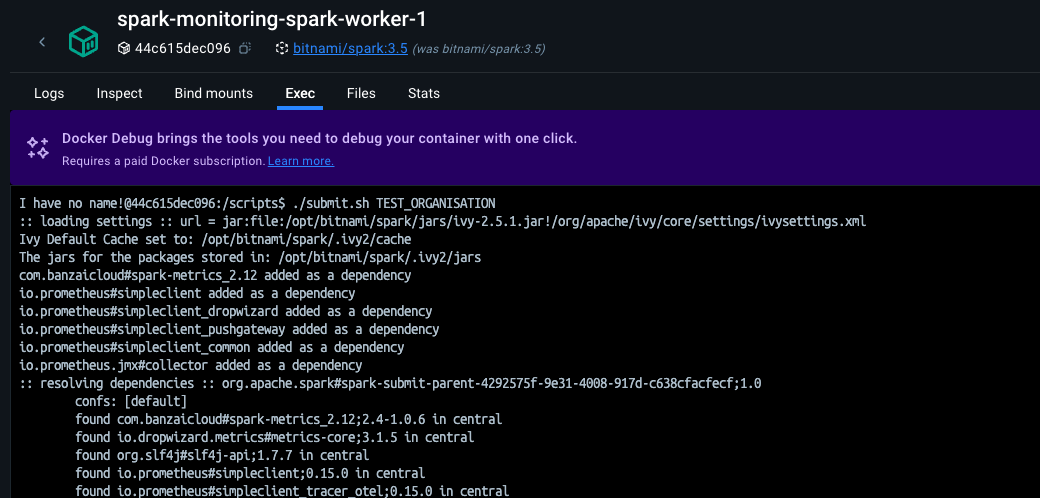 spark-monitoring-spark-worker-1
44c615dec096 bitnami/spark:3.5 (was bitnami/spark:3.5)
Logs Inspect Bind mounts Exec Files Stats
Docker Debug brings the tools you need to debug your container with one click.
Requires a paid Docker subscription. Learn more.
I have no name!@44c615dec096:/scripts$ ./submit.sh TEST_ORGANISATION
:: loading settings :: url = jar:file:/opt/bitnami/spark/jars/ivy-2.5.1.jar!/org/apache/ivy/core/settings/ivysettings.xml
Ivy Default Cache set to: /opt/bitnami/spark/.ivy2/cache
The jars for the packages stored in: /opt/bitnami/spark/.ivy2/jars
com.banzaicloud#spark-metrics_2.12 added as a dependency
io.prometheus#simpleclient added as a dependency
io.prometheus#simpleclient_dropwizard added as a dependency
io.prometheus#simpleclient_pushgateway added as a dependency
io.prometheus#simpleclient_common added as a dependency
io.prometheus.jmx#collector added as a dependency
:: resolving dependencies :: org.apache.spark#spark-submit-parent-4292575f-9e31-4008-917d-c638cfacfecf;1.0
confs: [default]
found com.banzaicloud#spark-metrics_2.12;2.4-1.0.6 in central
found io.dropwizard.metrics#metrics-core;3.1.5 in central
found org.slf4j#slf4j-api;1.7.7 in central
found io.prometheus#simpleclient;0.15.0 in central
found io.prometheus#simpleclient_tracer_otel;0.15.0 in central